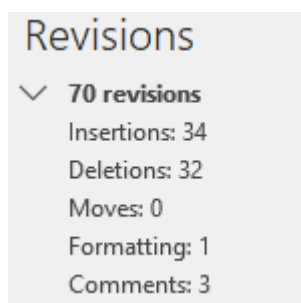 Revisions
70 revisions
Insertions: 34
Deletions: 32
Moves: 0
Formatting: 1
Comments: 3